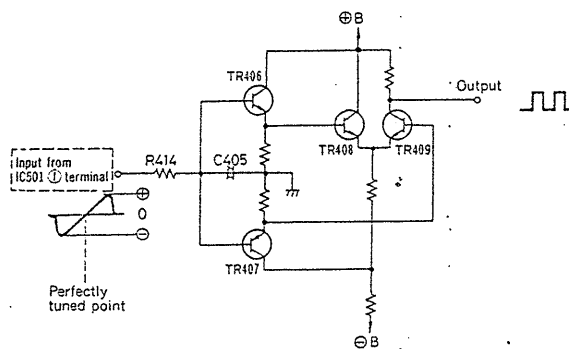 ⊕B
TR406
Output
TR408
TR409
Input from
IC501 ① terminal
R414
C405
⊕
0
⊖
TR407
Perfectly
tuned point
⊖B